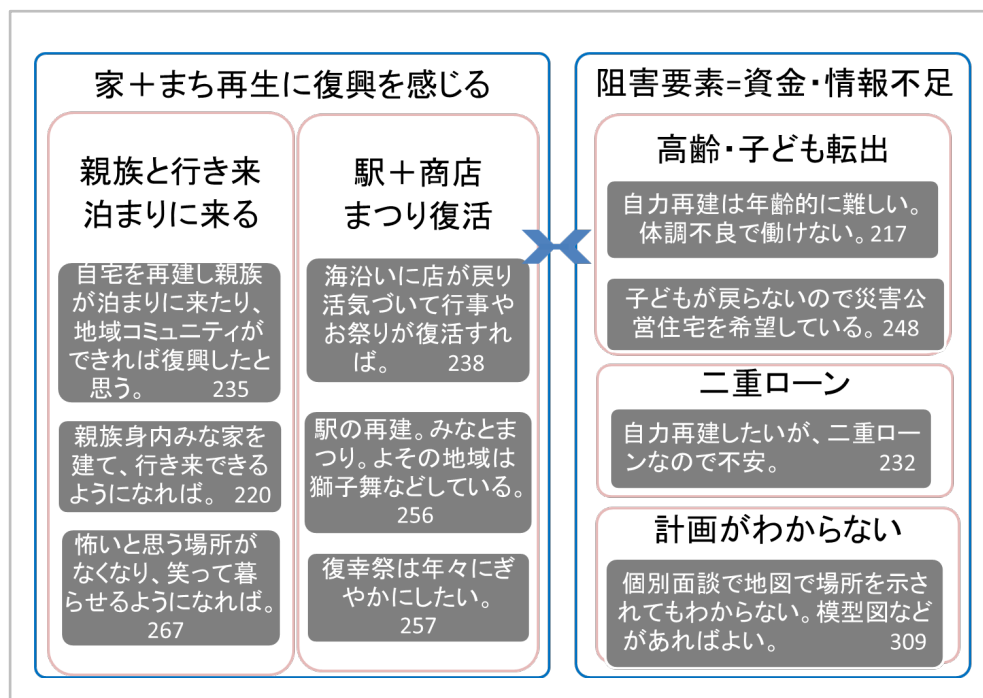 家＋まち再生に復興を感じる
親族と行き来
泊まりに来る
自宅を再建し親族
が泊まりに来たり、
地域コミュニティが
できれば復興したと
思う。 235
親族身内みな家を
建て、行き来できる
ようになれば。 220
怖いと思う場所が
なくなり、笑って暮
らせるようになれば。
267
駅＋商店
まつり復活
海沿いに店が戻り
活気づいて行事や
お祭りが復活すれ
ば。 238
駅の再建。みなとま
つり。よその地域は
獅子舞などしている。
256
復幸祭は年々にぎ
やかにしたい。
257
阻害要素=資金・情報不足
高齢・子ども転出
自力再建は年齢的に難しい。
体調不良で働けない。217
子どもが戻らないので災害公
営住宅を希望している。248
二重ローン
自力再建したいが、二重ロー
ンなので不安。 232
計画がわからない
個別面談で地図で場所を示さ
れてもわからない。模型図など
があればよい。 309